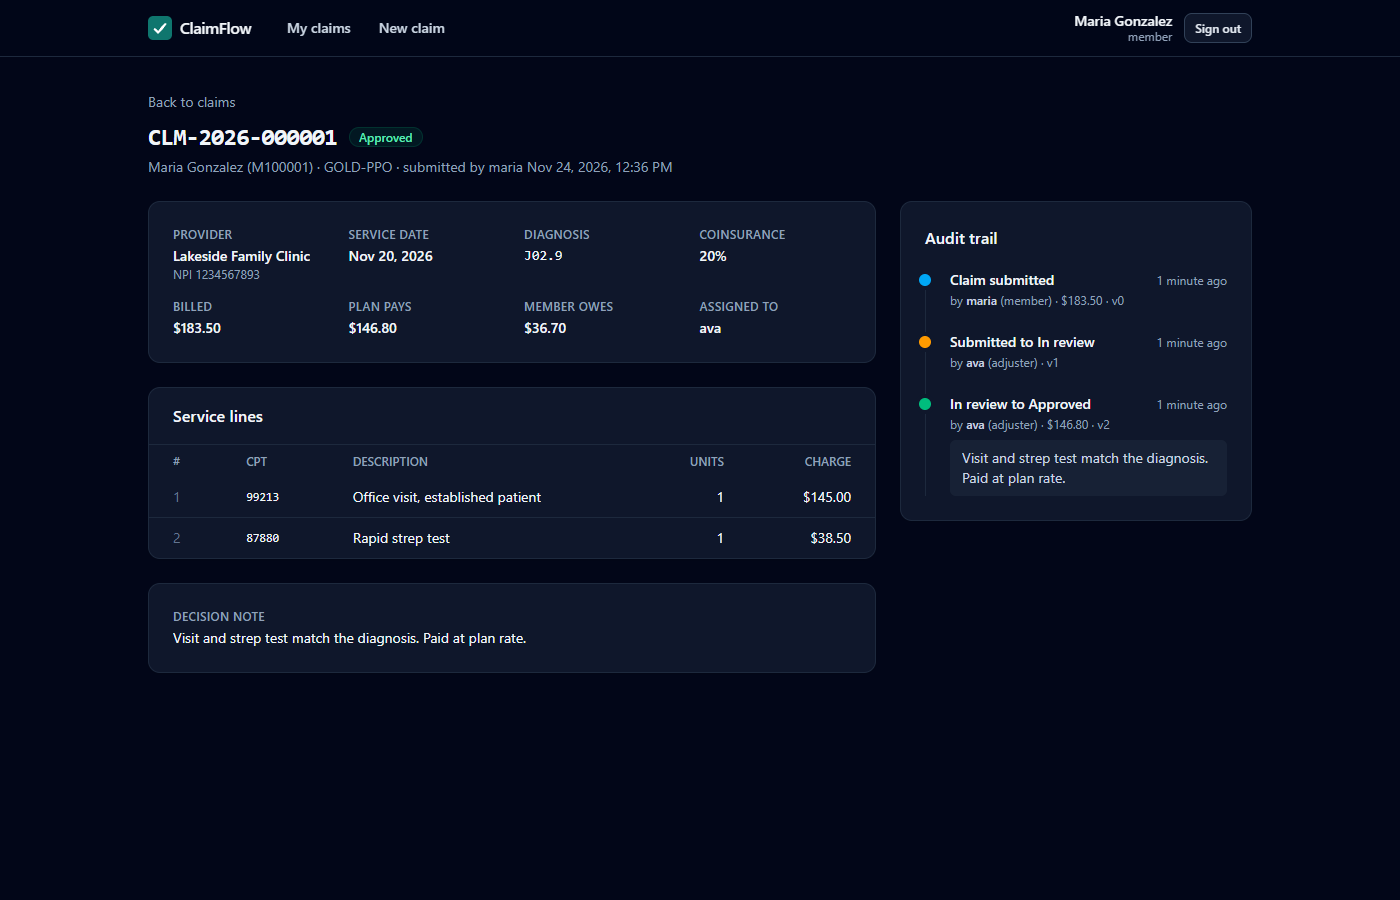 ClaimFlow
My claims
New claim
Maria Gonzalez
member
Sign out
Back to claims
CLM-2026-000001
Approved
Maria Gonzalez (M100001) · GOLD-PPO · submitted by maria Nov 24, 2026, 12:36 PM
PROVIDER
Lakeside Family Clinic
NPI 1234567893
SERVICE DATE
Nov 20, 2026
DIAGNOSIS
J02.9
COINSURANCE
20%
BILLED
$183.50
PLAN PAYS
$146.80
MEMBER OWES
$36.70
ASSIGNED TO
ava
Service lines
# CPT DESCRIPTION UNITS CHARGE
1 99213 Office visit, established patient 1 $145.00
2 87880 Rapid strep test 1 $38.50
DECISION NOTE
Visit and strep test match the diagnosis. Paid at plan rate.
Audit trail
Claim submitted 1 minute ago
by maria (member) · $183.50 · v0
Submitted to In review 1 minute ago
by ava (adjuster) · v1
In review to Approved 1 minute ago
by ava (adjuster) · $146.80 · v2
Visit and strep test match the diagnosis.
Paid at plan rate.